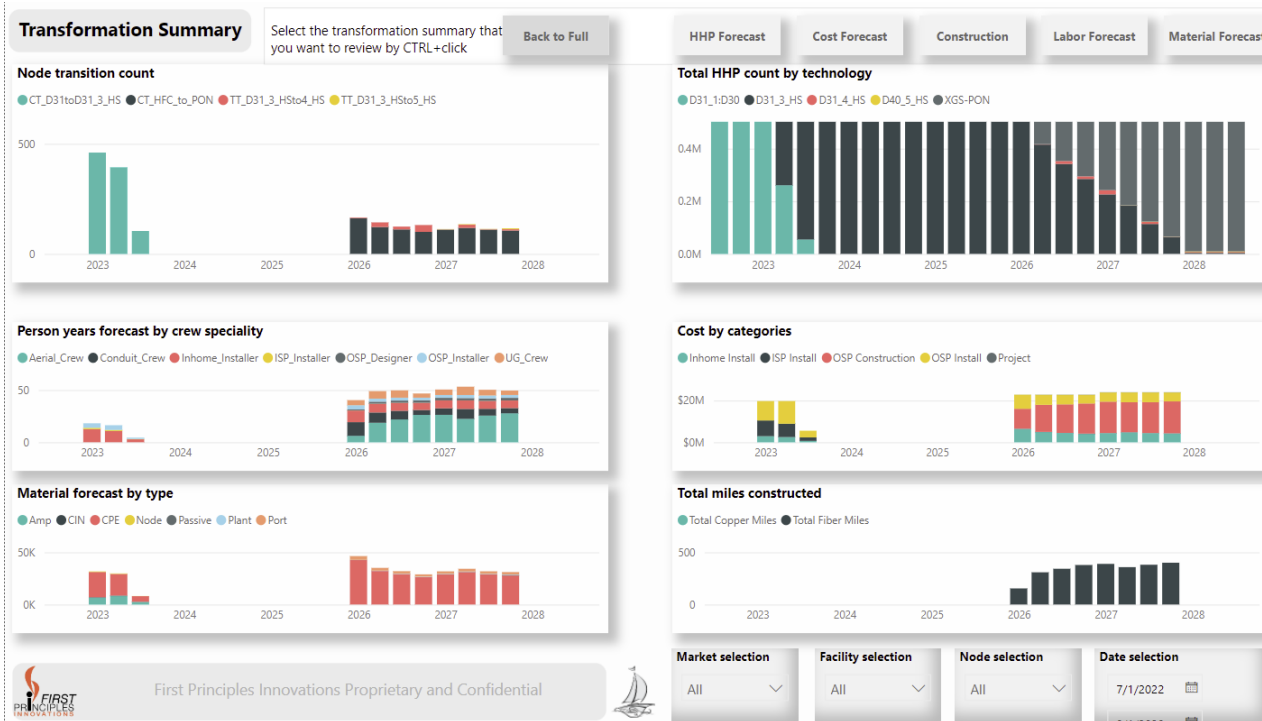 Transformation Summary
Select the transformation summary that
you want to review by CTRL+click
Back to Full
HHP Forecast
Cost Forecast
Construction
Labor Forecast
Material Forecast
Node transition count
CT_D31toD31_3_HS CT_HFC_to_PON TT_D31_3_HSto4_HS TT_D31_3_HSto5_HS
500
0
2023 2024 2025 2026 2027 2028
Total HHP count by technology
D31_1:D30 D31_3_HS D31_4_HS D40_5_HS XGS-PON
0.4M
0.2M
0.0M
2023 2024 2025 2026 2027 2028
Person years forecast by crew speciality
Aerial_Crew Conduit_Crew Inhome_Installer ISP_Installer OSP_Designer OSP_Installer UG_Crew
50
0
2023 2024 2025 2026 2027 2028
Cost by categories
Inhome Install ISP Install OSP Construction OSP Install Project
$20M
$0M
2023 2024 2025 2026 2027 2028
Material forecast by type
Amp CIN CPE Node Passive Plant Port
50K
0K
2023 2024 2025 2026 2027 2028
Total miles constructed
Total Copper Miles Total Fiber Miles
500
0
2023 2024 2025 2026 2027 2028
FIRST
PRINCIPLES
INNOVATIONS
First Principles Innovations Proprietary and Confidential
Market selection
All
Facility selection
All
Node selection
All
Date selection
7/1/2022